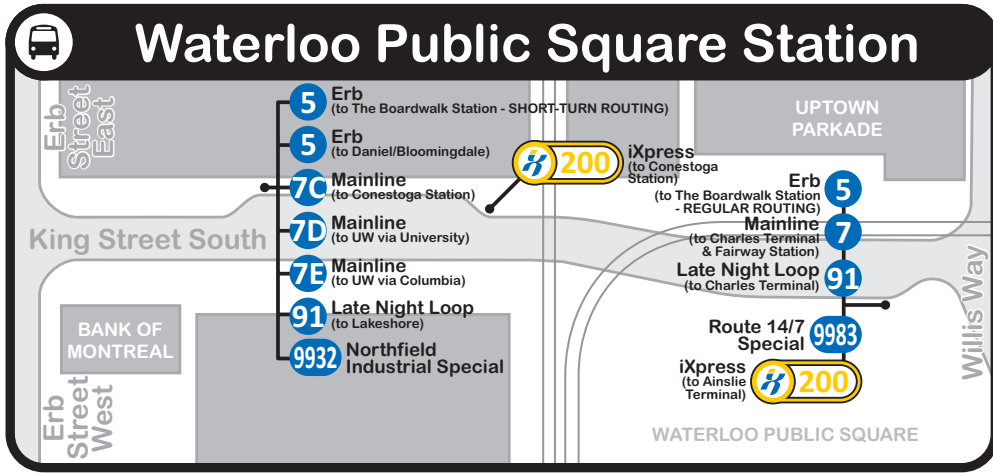 Waterloo Public Square Station
Erb
Street
East
5 Erb
(to The Boardwalk Station - SHORT-TURN ROUTING)
5 Erb
(to Daniel/Bloomingdale)
7C Mainline
(to Conestoga Station)
7D Mainline
(to UW via University)
7E Mainline
(to UW via Columbia)
91 Late Night Loop
(to Lakeshore)
9932 Northfield
Industrial Special
iX 200 iXpress
(to Conestoga
Station)
UPTOWN
PARKADE
Erb 5
(to The Boardwalk Station
- REGULAR ROUTING)
Mainline 7
(to Charles Terminal
& Fairway Station)
Late Night Loop 91
(to Charles Terminal)
Route 14/7 9983
Special
iXpress iX 200
(to Ainslie
Terminal)
King Street South
BANK OF
MONTREAL
Erb
Street
West
Willis Way
WATERLOO PUBLIC SQUARE